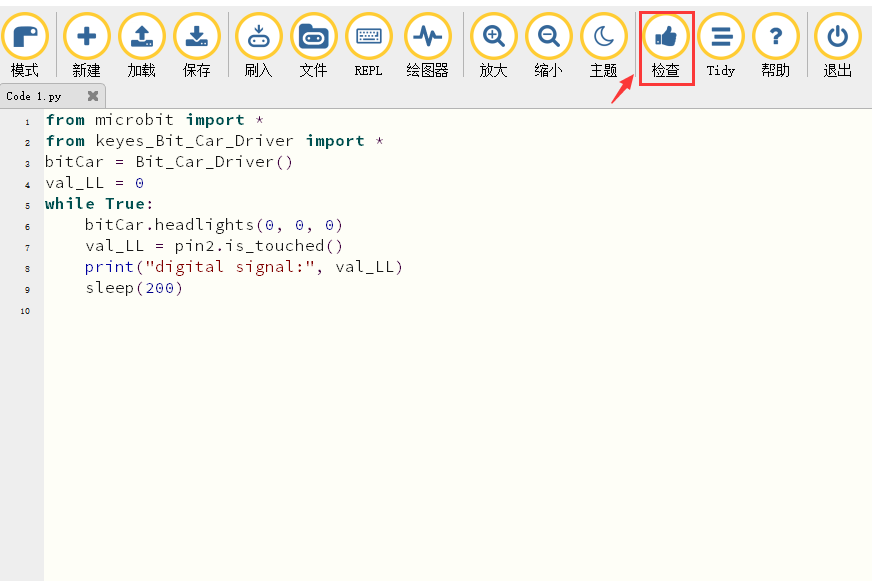 模式 新建 加载 保存 刷入 文件 REPL 绘图器 放大 缩小 主题 检查 Tidy 帮助 退出
Code 1.py
1 from microbit import *
2 from keyes_Bit_Car_Driver import *
3 bitCar = Bit_Car_Driver()
4 val_LL = 0
5 while True:
6     bitCar.headlights(0, 0, 0)
7     val_LL = pin2.is_touched()
8     print("digital signal:", val_LL)
9     sleep(200)
10